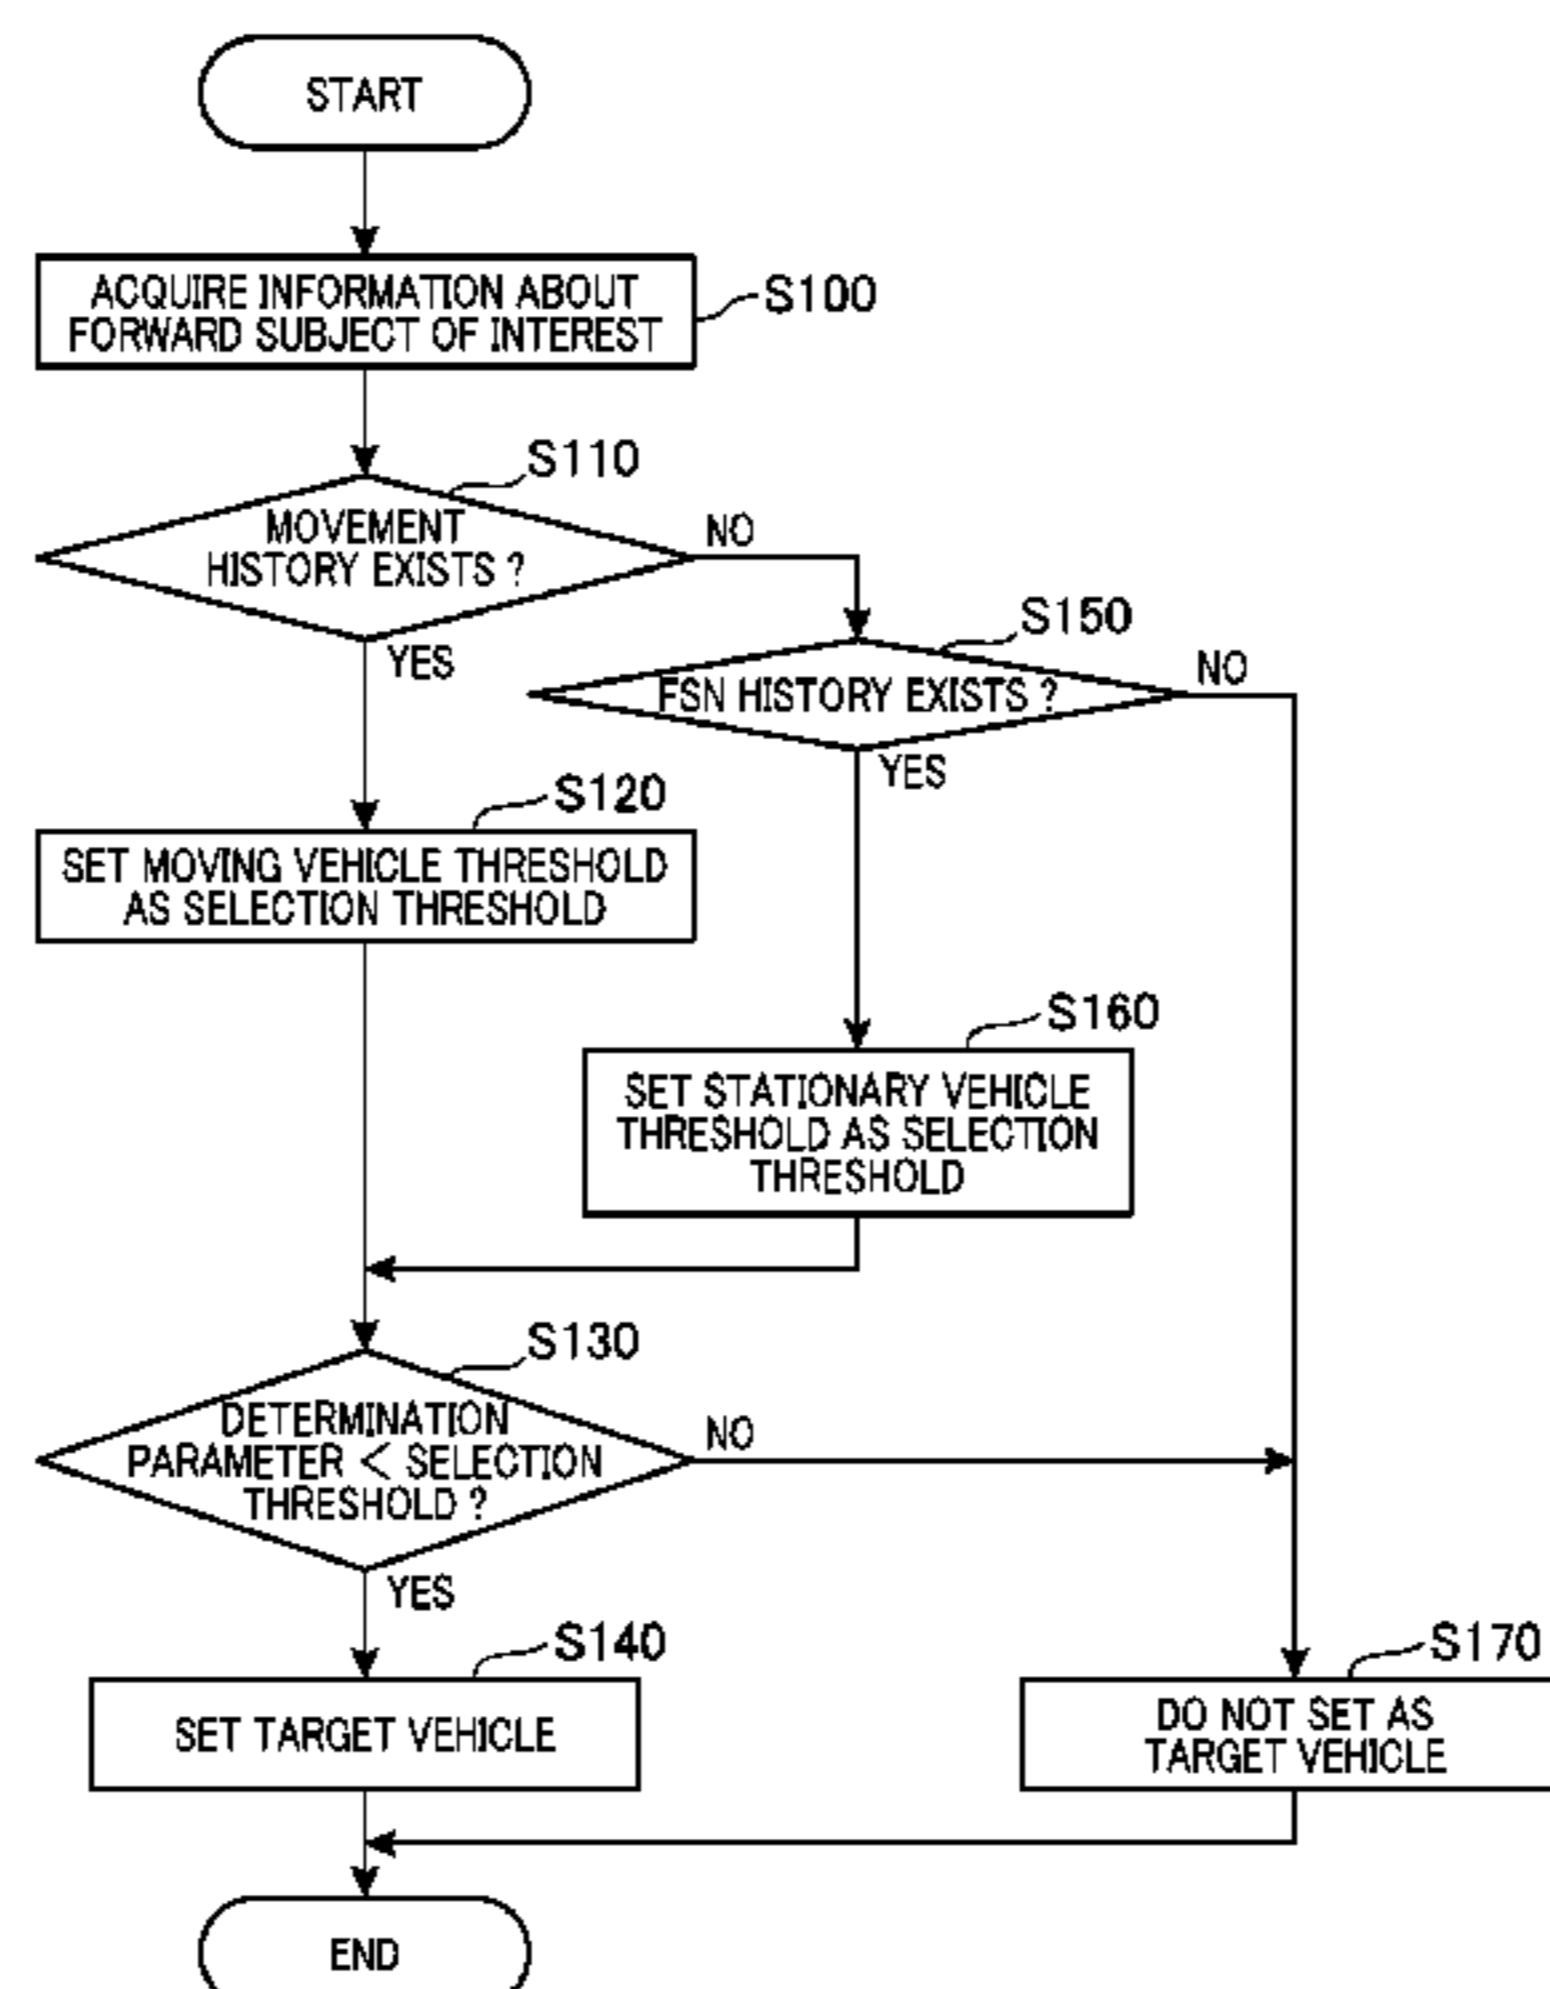 START
ACQUIRE INFORMATION ABOUT
FORWARD SUBJECT OF INTEREST
S100
S110
MOVEMENT
HISTORY EXISTS ?
NO
YES
S150
FSN HISTORY EXISTS ?
NO
YES
S120
SET MOVING VEHICLE THRESHOLD
AS SELECTION THRESHOLD
S160
SET STATIONARY VEHICLE
THRESHOLD AS SELECTION
THRESHOLD
S130
DETERMINATION
PARAMETER < SELECTION
THRESHOLD ?
NO
YES
S140
SET TARGET VEHICLE
S170
DO NOT SET AS
TARGET VEHICLE
END